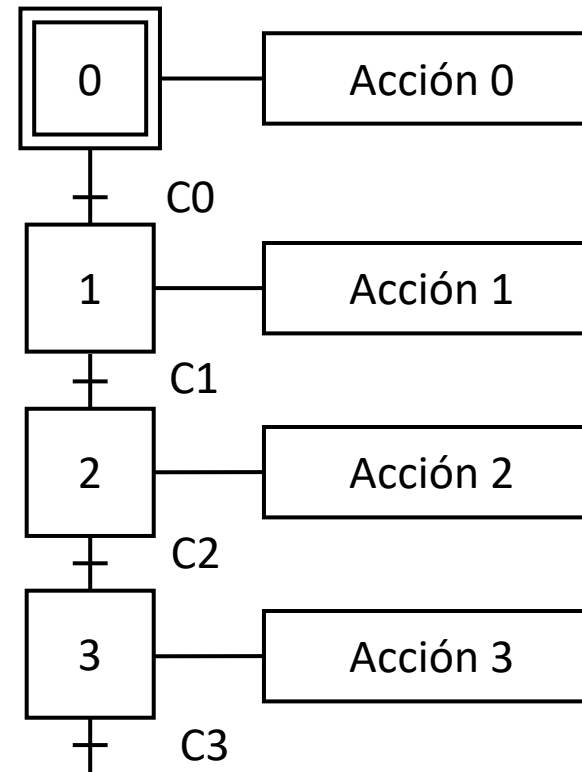 0 Acción 0
C0
1 Acción 1
C1
2 Acción 2
C2
3 Acción 3
C3